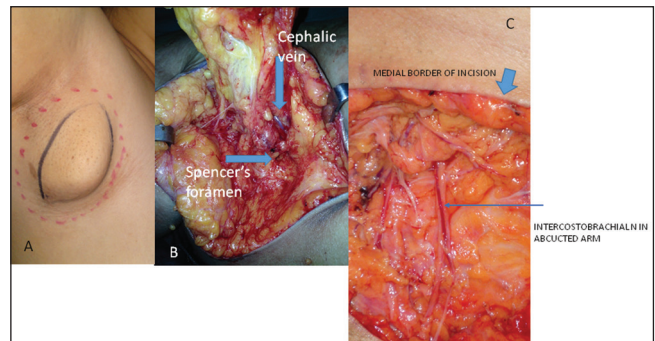 A
Cephalic
vein
Spencer's
foramen
B
C
MEDIAL BORDER OF INCISION
INTERCOSTOBRACHIAL N IN
ABCUCTED ARM